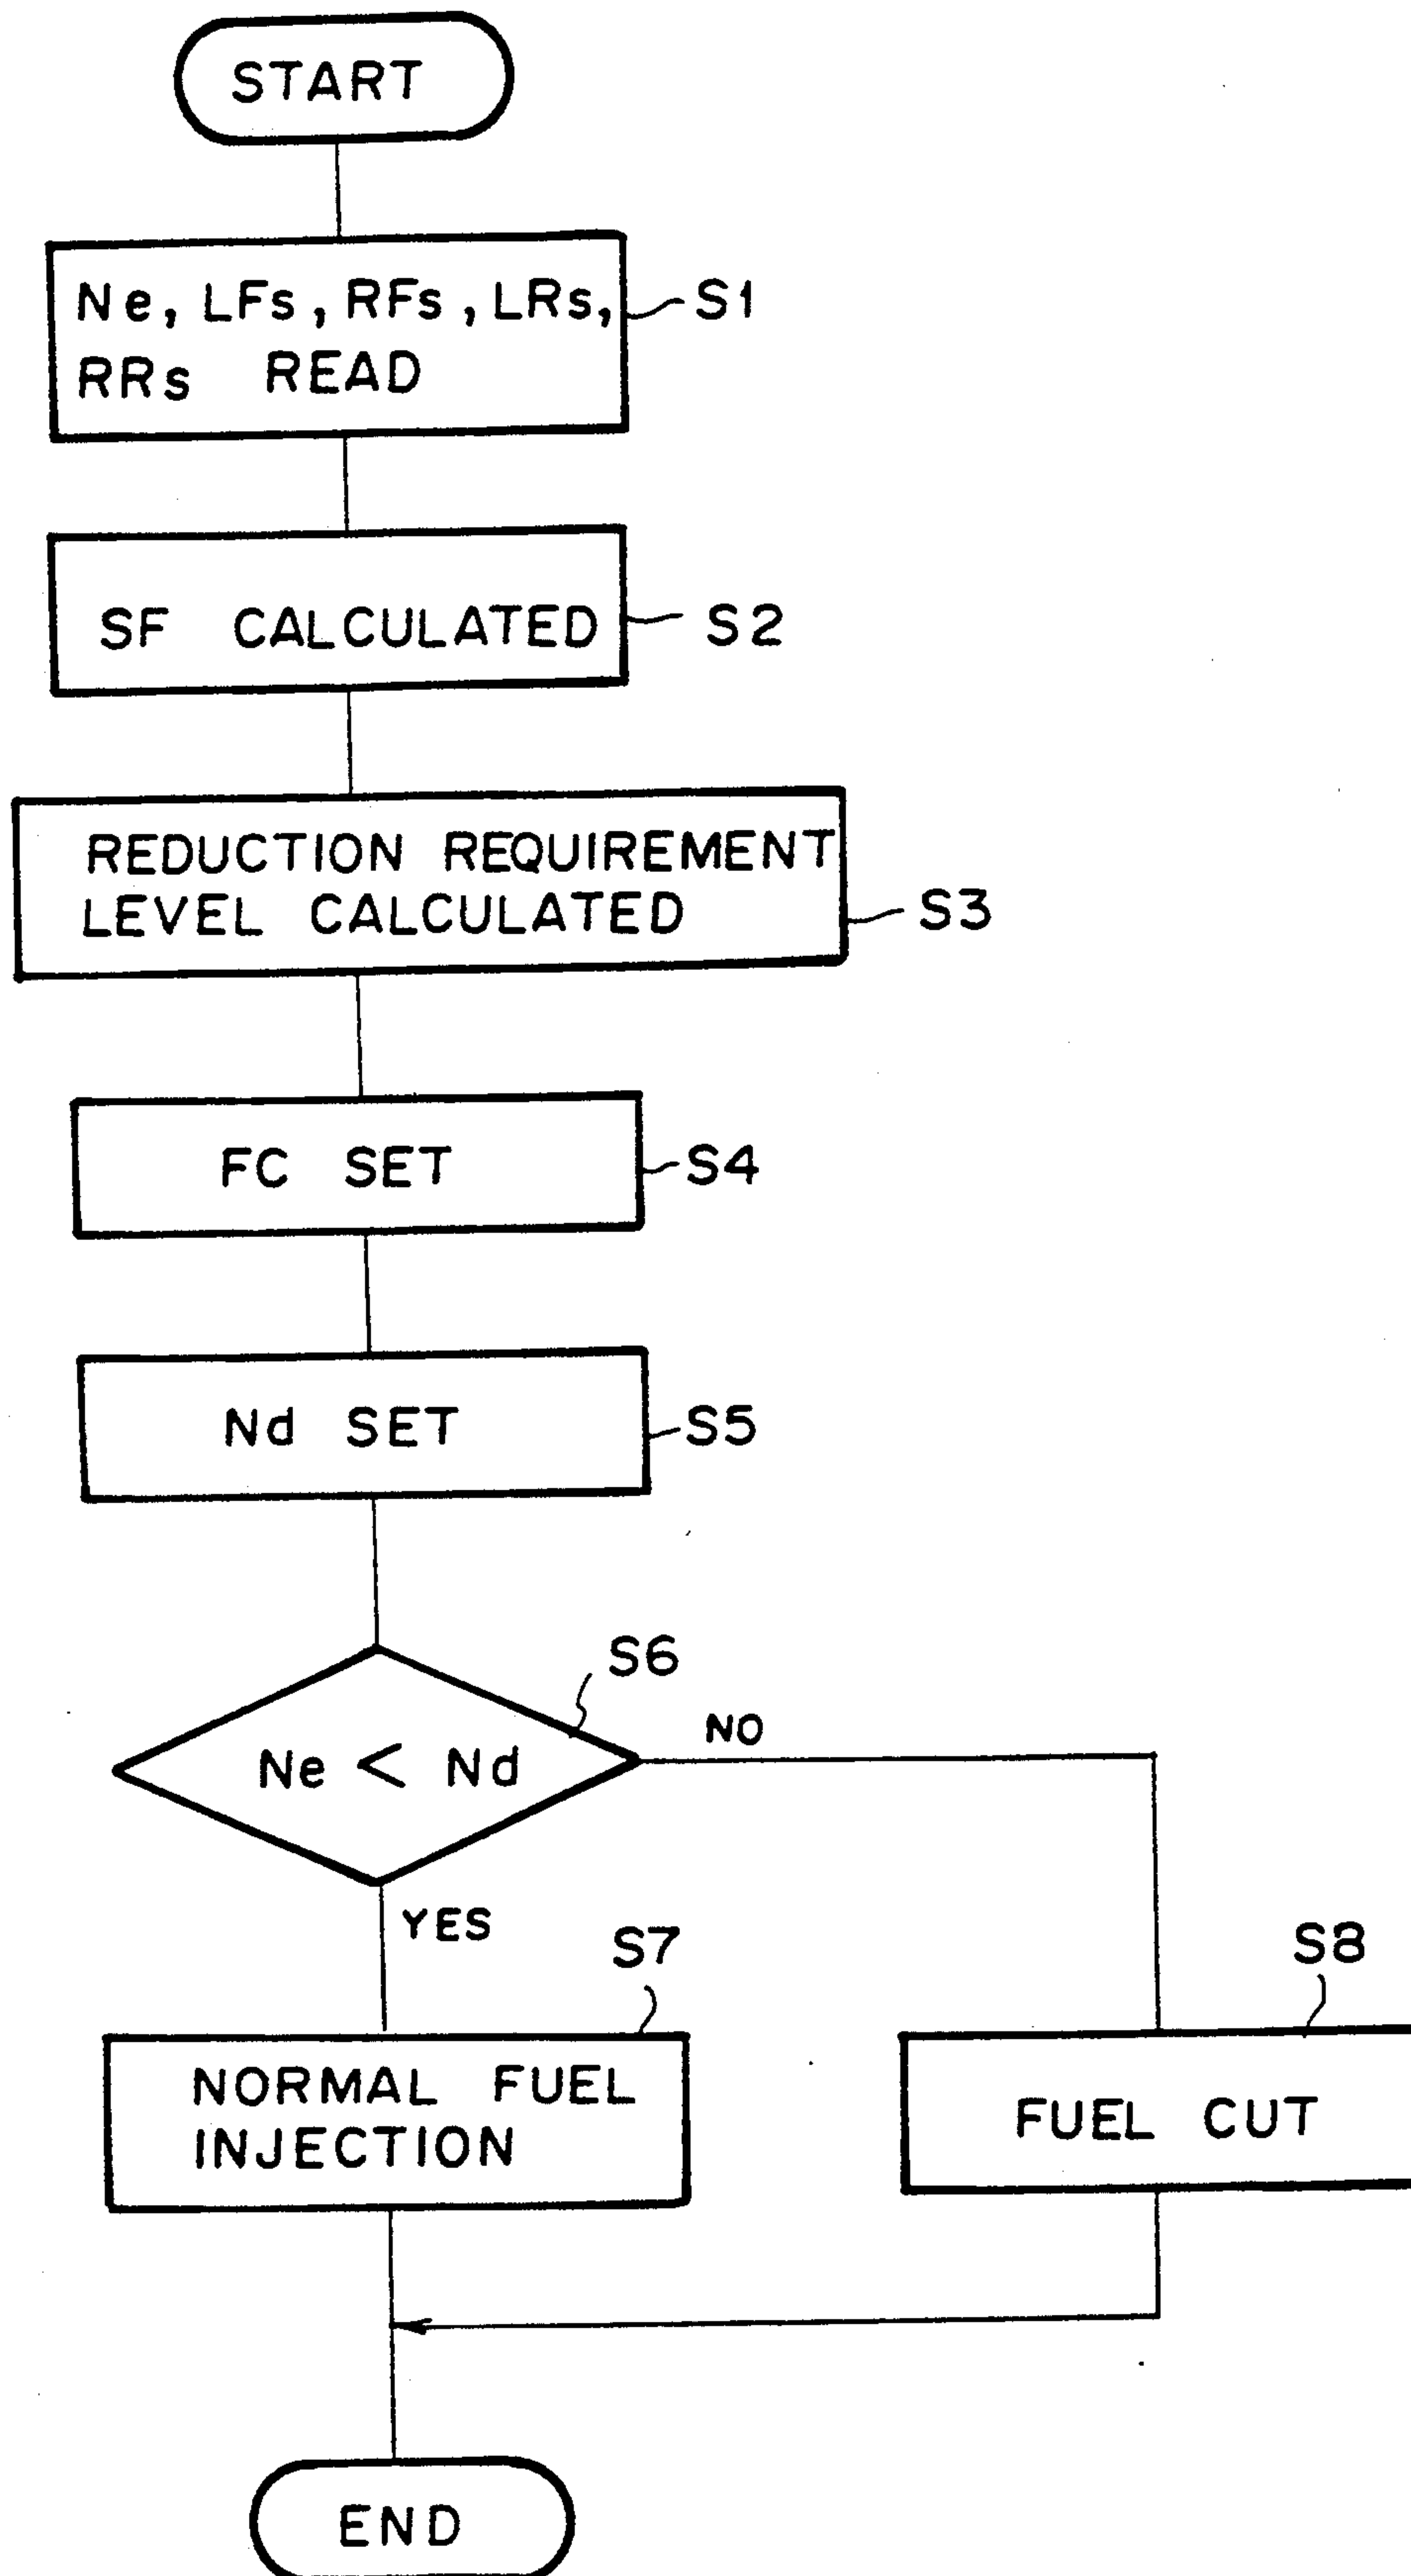 START
Ne, LFs, RFs, LRs,
RRs READ
S1
SF CALCULATED
S2
REDUCTION REQUIREMENT
LEVEL CALCULATED
S3
FC SET
S4
Nd SET
S5
S6
Ne < Nd
NO
YES
S7
NORMAL FUEL
INJECTION
S8
FUEL CUT
END